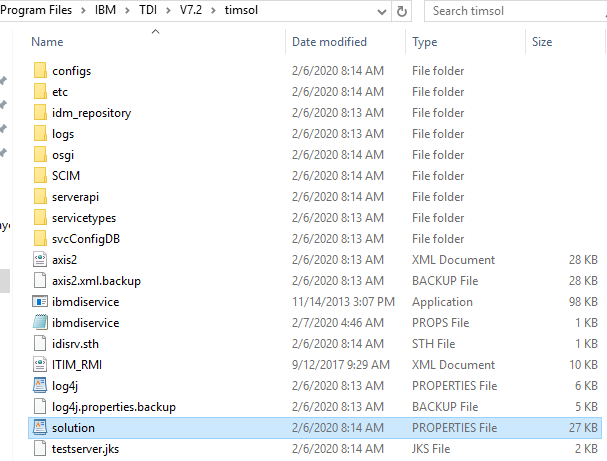 Program Files > IBM > TDI > V7.2 > timsol Search timsol
Name Date modified Type Size
configs 2/6/2020 8:14 AM File folder
etc 2/6/2020 8:14 AM File folder
idm_repository 2/6/2020 8:13 AM File folder
logs 2/6/2020 8:13 AM File folder
osgi 2/6/2020 8:14 AM File folder
SCIM 2/6/2020 8:14 AM File folder
serverapi 2/6/2020 8:14 AM File folder
servicetypes 2/6/2020 8:13 AM File folder
svcConfigDB 2/6/2020 8:13 AM File folder
axis2 2/6/2020 8:13 AM XML Document 28 KB
axis2.xml.backup 2/6/2020 8:13 AM BACKUP File 28 KB
ibmdiservice 11/14/2013 3:07 PM Application 98 KB
ibmdiservice 2/7/2020 4:46 AM PROPS File 1 KB
idisrv.sth 2/6/2020 8:14 AM STH File 1 KB
ITIM_RMI 9/12/2017 9:29 AM XML Document 10 KB
log4j 2/6/2020 8:13 AM PROPERTIES File 6 KB
log4j.properties.backup 2/6/2020 8:13 AM BACKUP File 5 KB
solution 2/6/2020 8:14 AM PROPERTIES File 27 KB
testserver.jks 2/6/2020 8:14 AM JKS File 2 KB